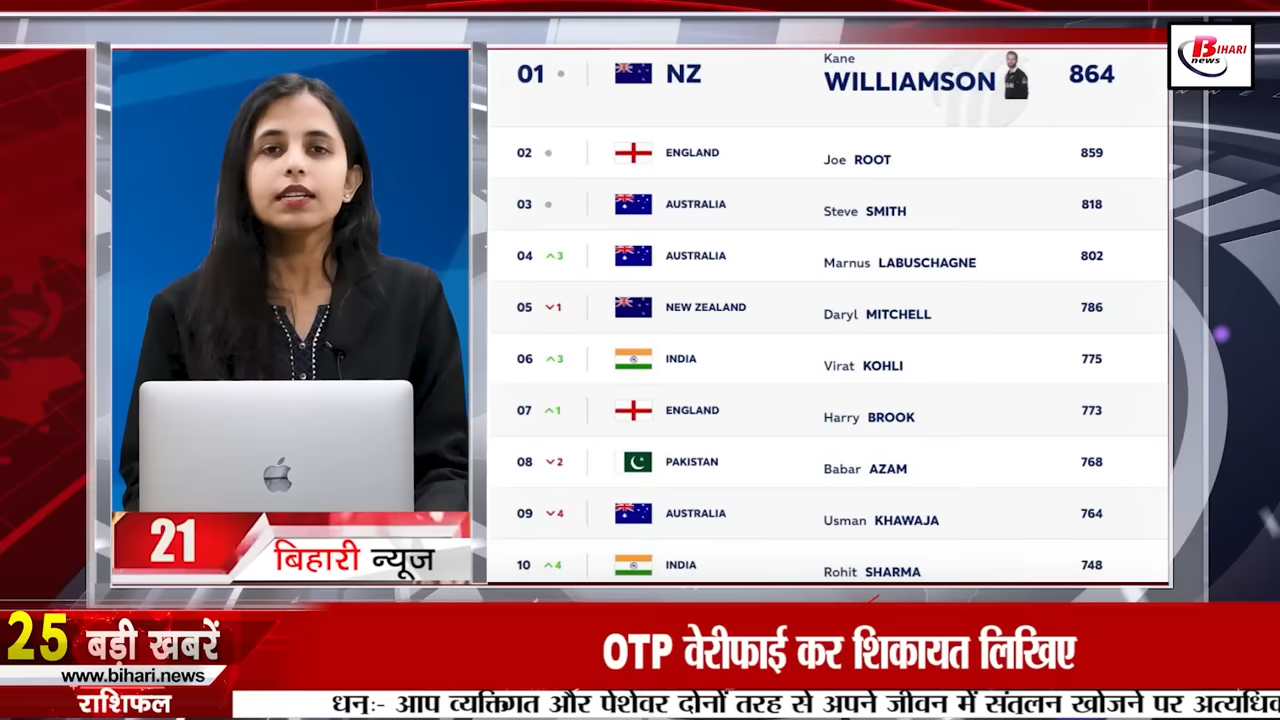 BIHARI
news
01 NZ Kane WILLIAMSON 864
02 ENGLAND Joe ROOT 859
03 AUSTRALIA Steve SMITH 818
04 3 AUSTRALIA Marnus LABUSCHAGNE 802
05 1 NEW ZEALAND Daryl MITCHELL 786
06 3 INDIA Virat KOHLI 775
07 1 ENGLAND Harry BROOK 773
08 2 PAKISTAN Babar AZAM 768
09 4 AUSTRALIA Usman KHAWAJA 764
10 4 INDIA Rohit SHARMA 748
21
बिहारी न्यूज
25 बड़ी खबरें
www.bihari.news
OTP वेरीफाई कर शिकायत लिखिए
राशिफल
धनु:- आप व्यक्तिगत और पेशेवर दोनों तरह से अपने जीवन में संतुलन खोजने पर